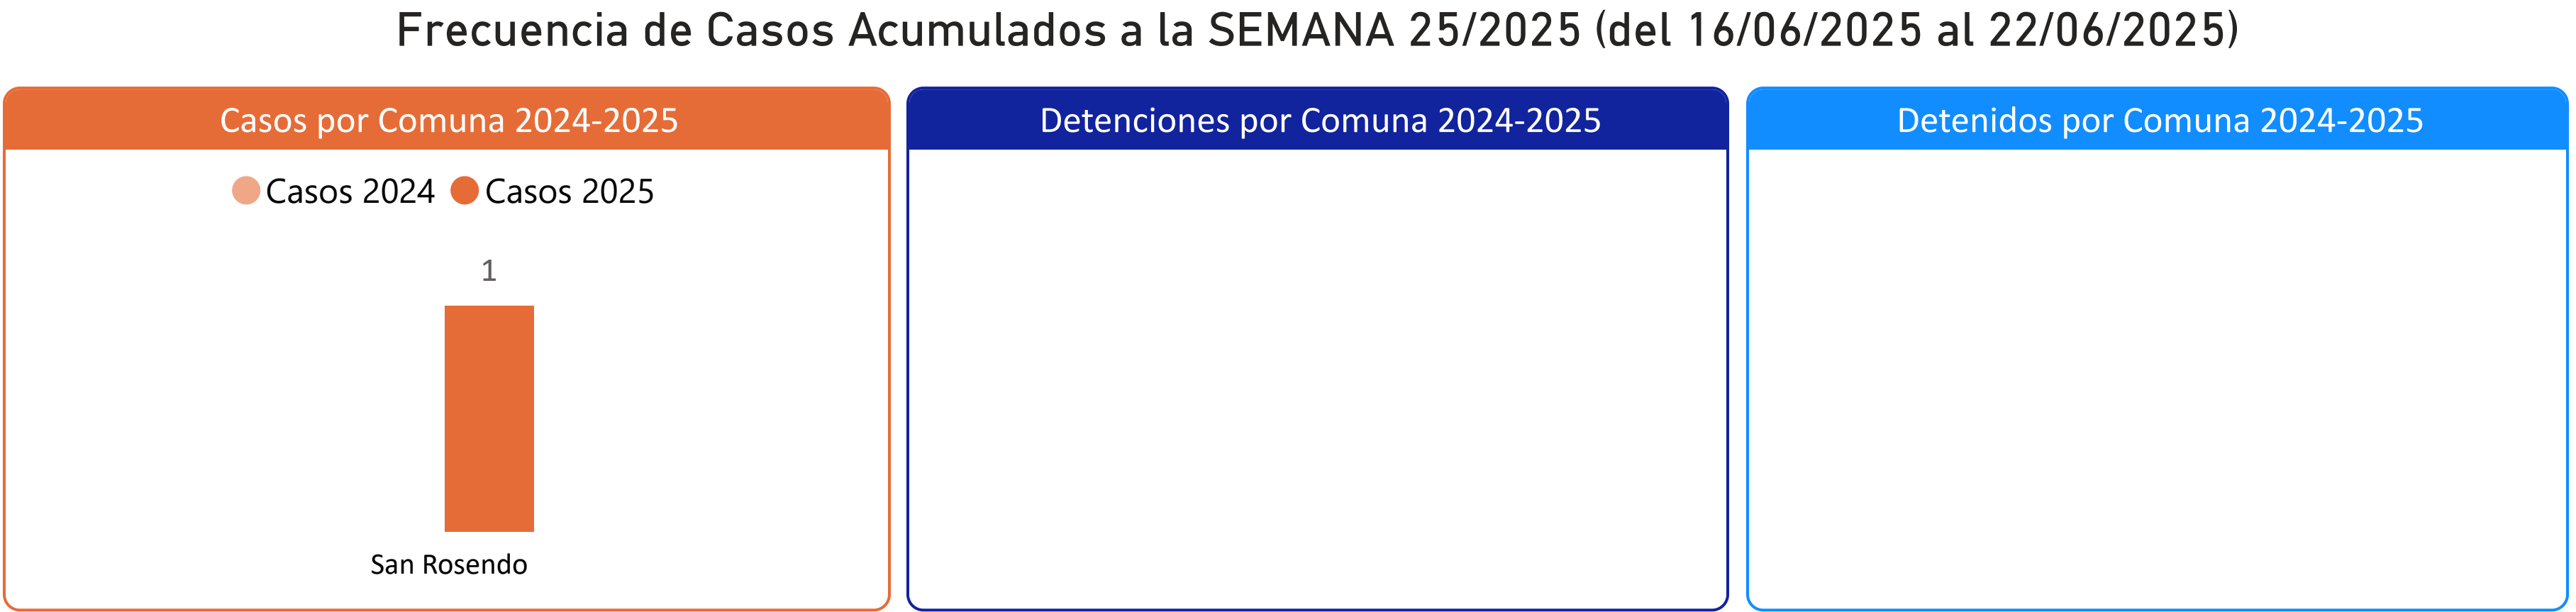 Frecuencia de Casos Acumulados a la SEMANA 25/2025 (del 16/06/2025 al 22/06/2025)
Casos por Comuna 2024-2025
Casos 2024 Casos 2025
1
San Rosendo
Detenciones por Comuna 2024-2025
Detenidos por Comuna 2024-2025